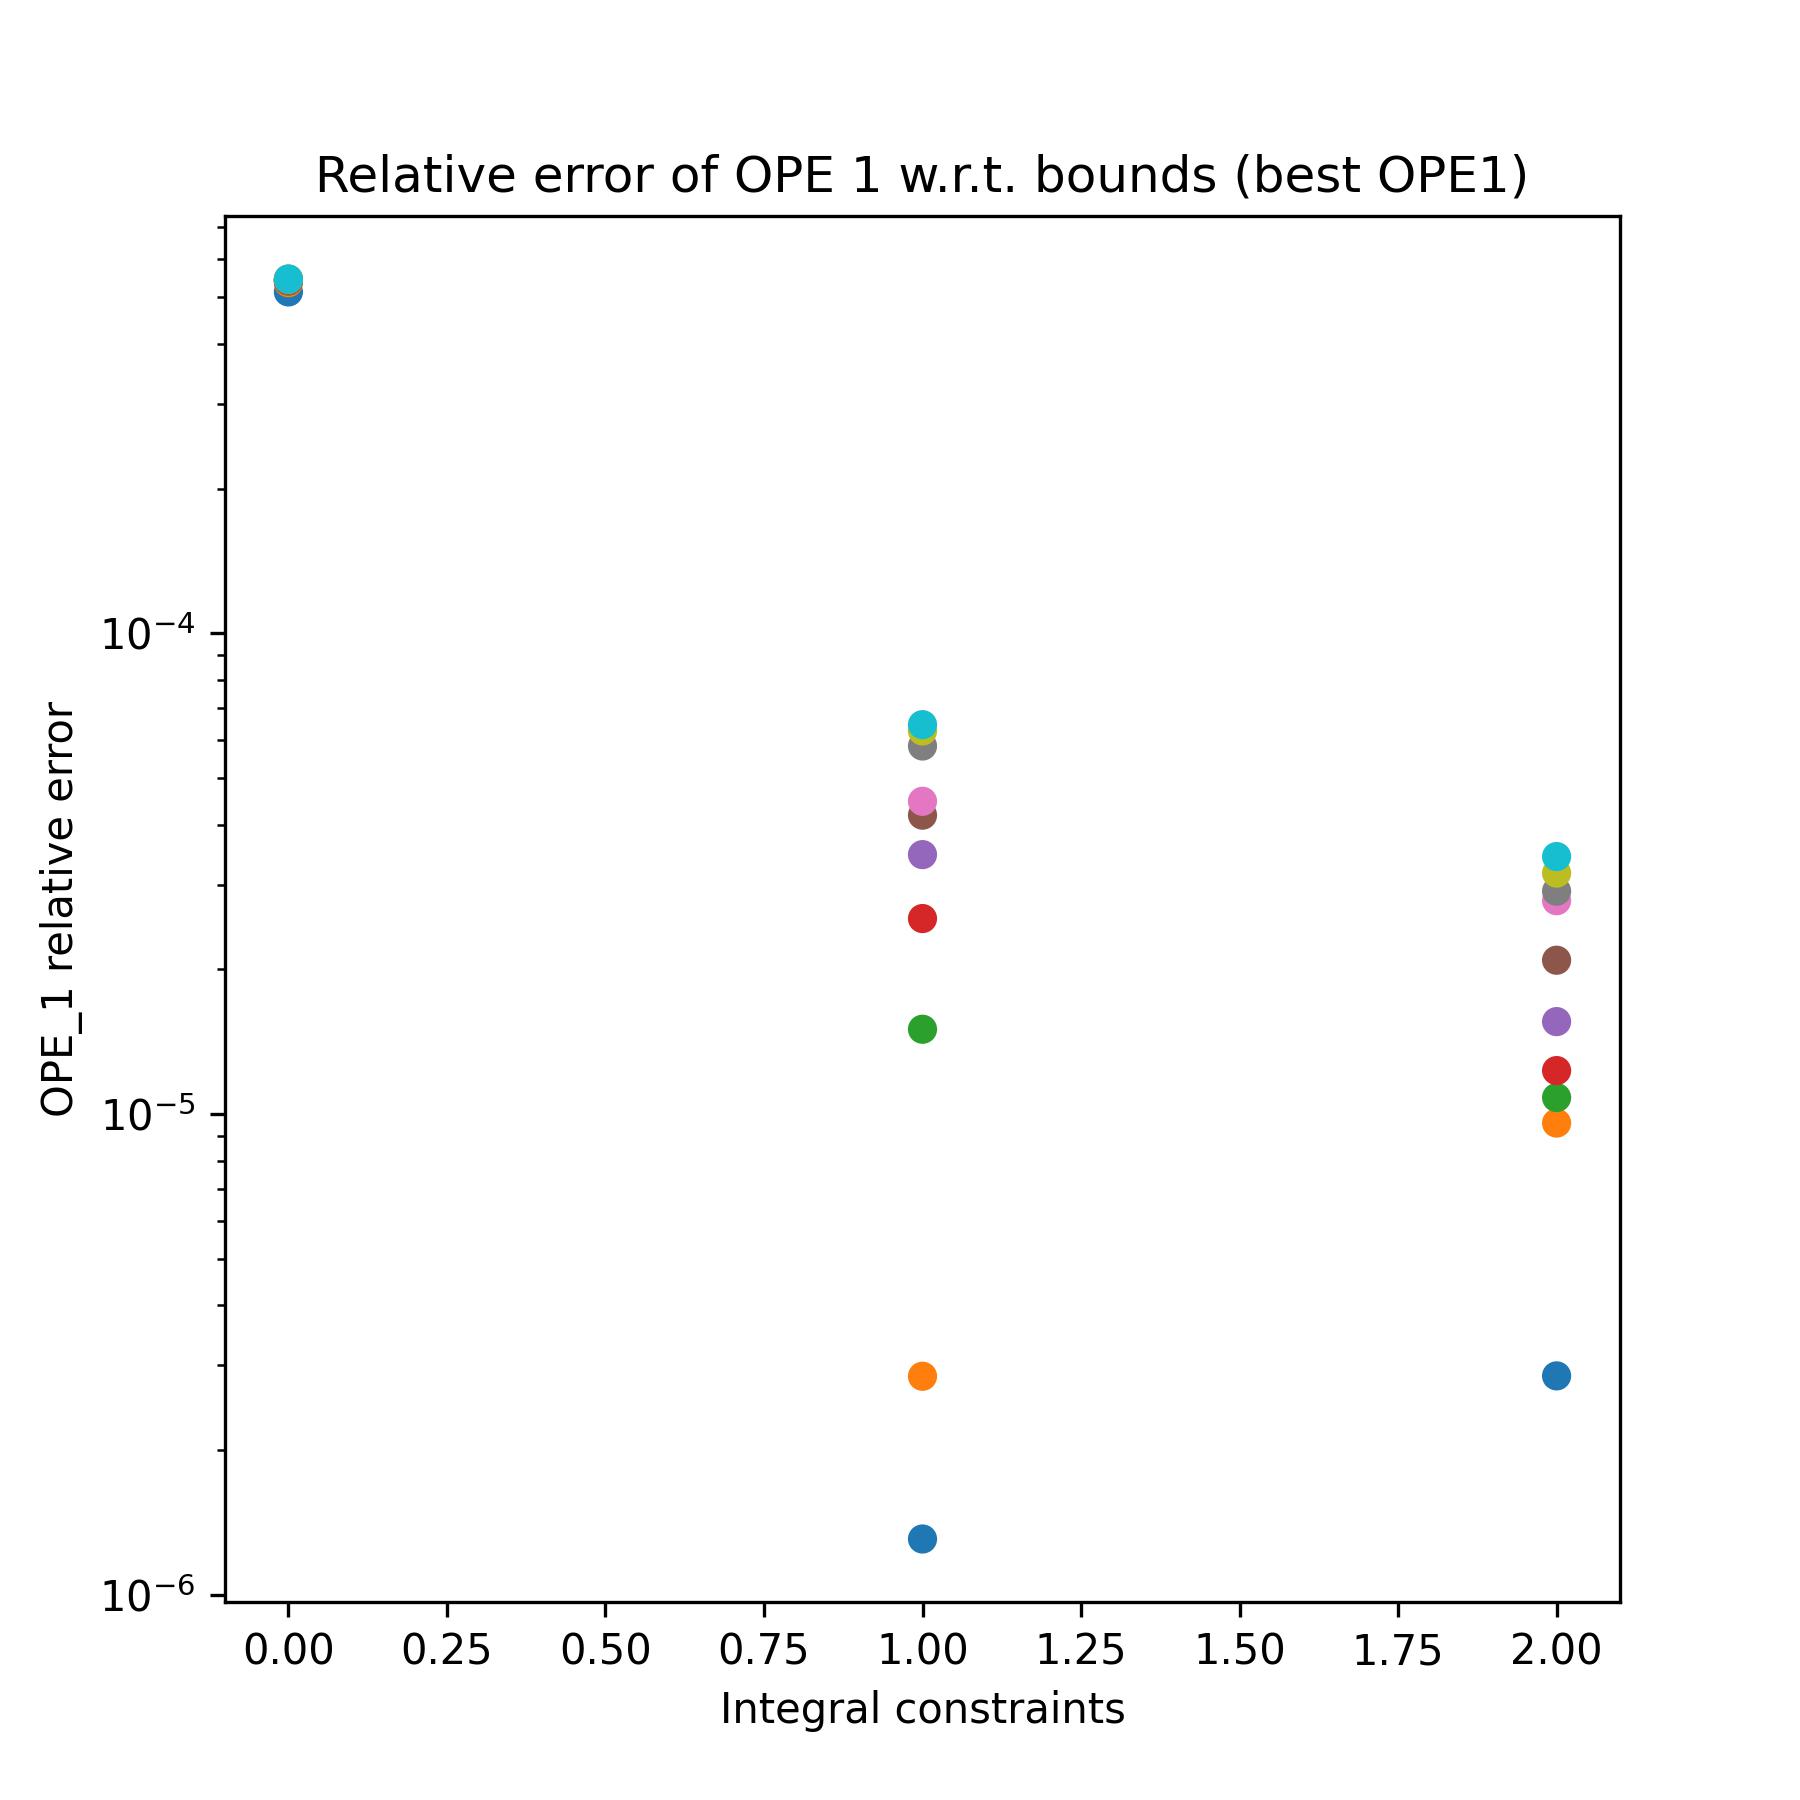 Relative error of OPE 1 w.r.t. bounds (best OPE1)
OPE_1 relative error
10⁻⁴
10⁻⁵
10⁻⁶
0.00 0.25 0.50 0.75 1.00 1.25 1.50 1.75 2.00
Integral constraints